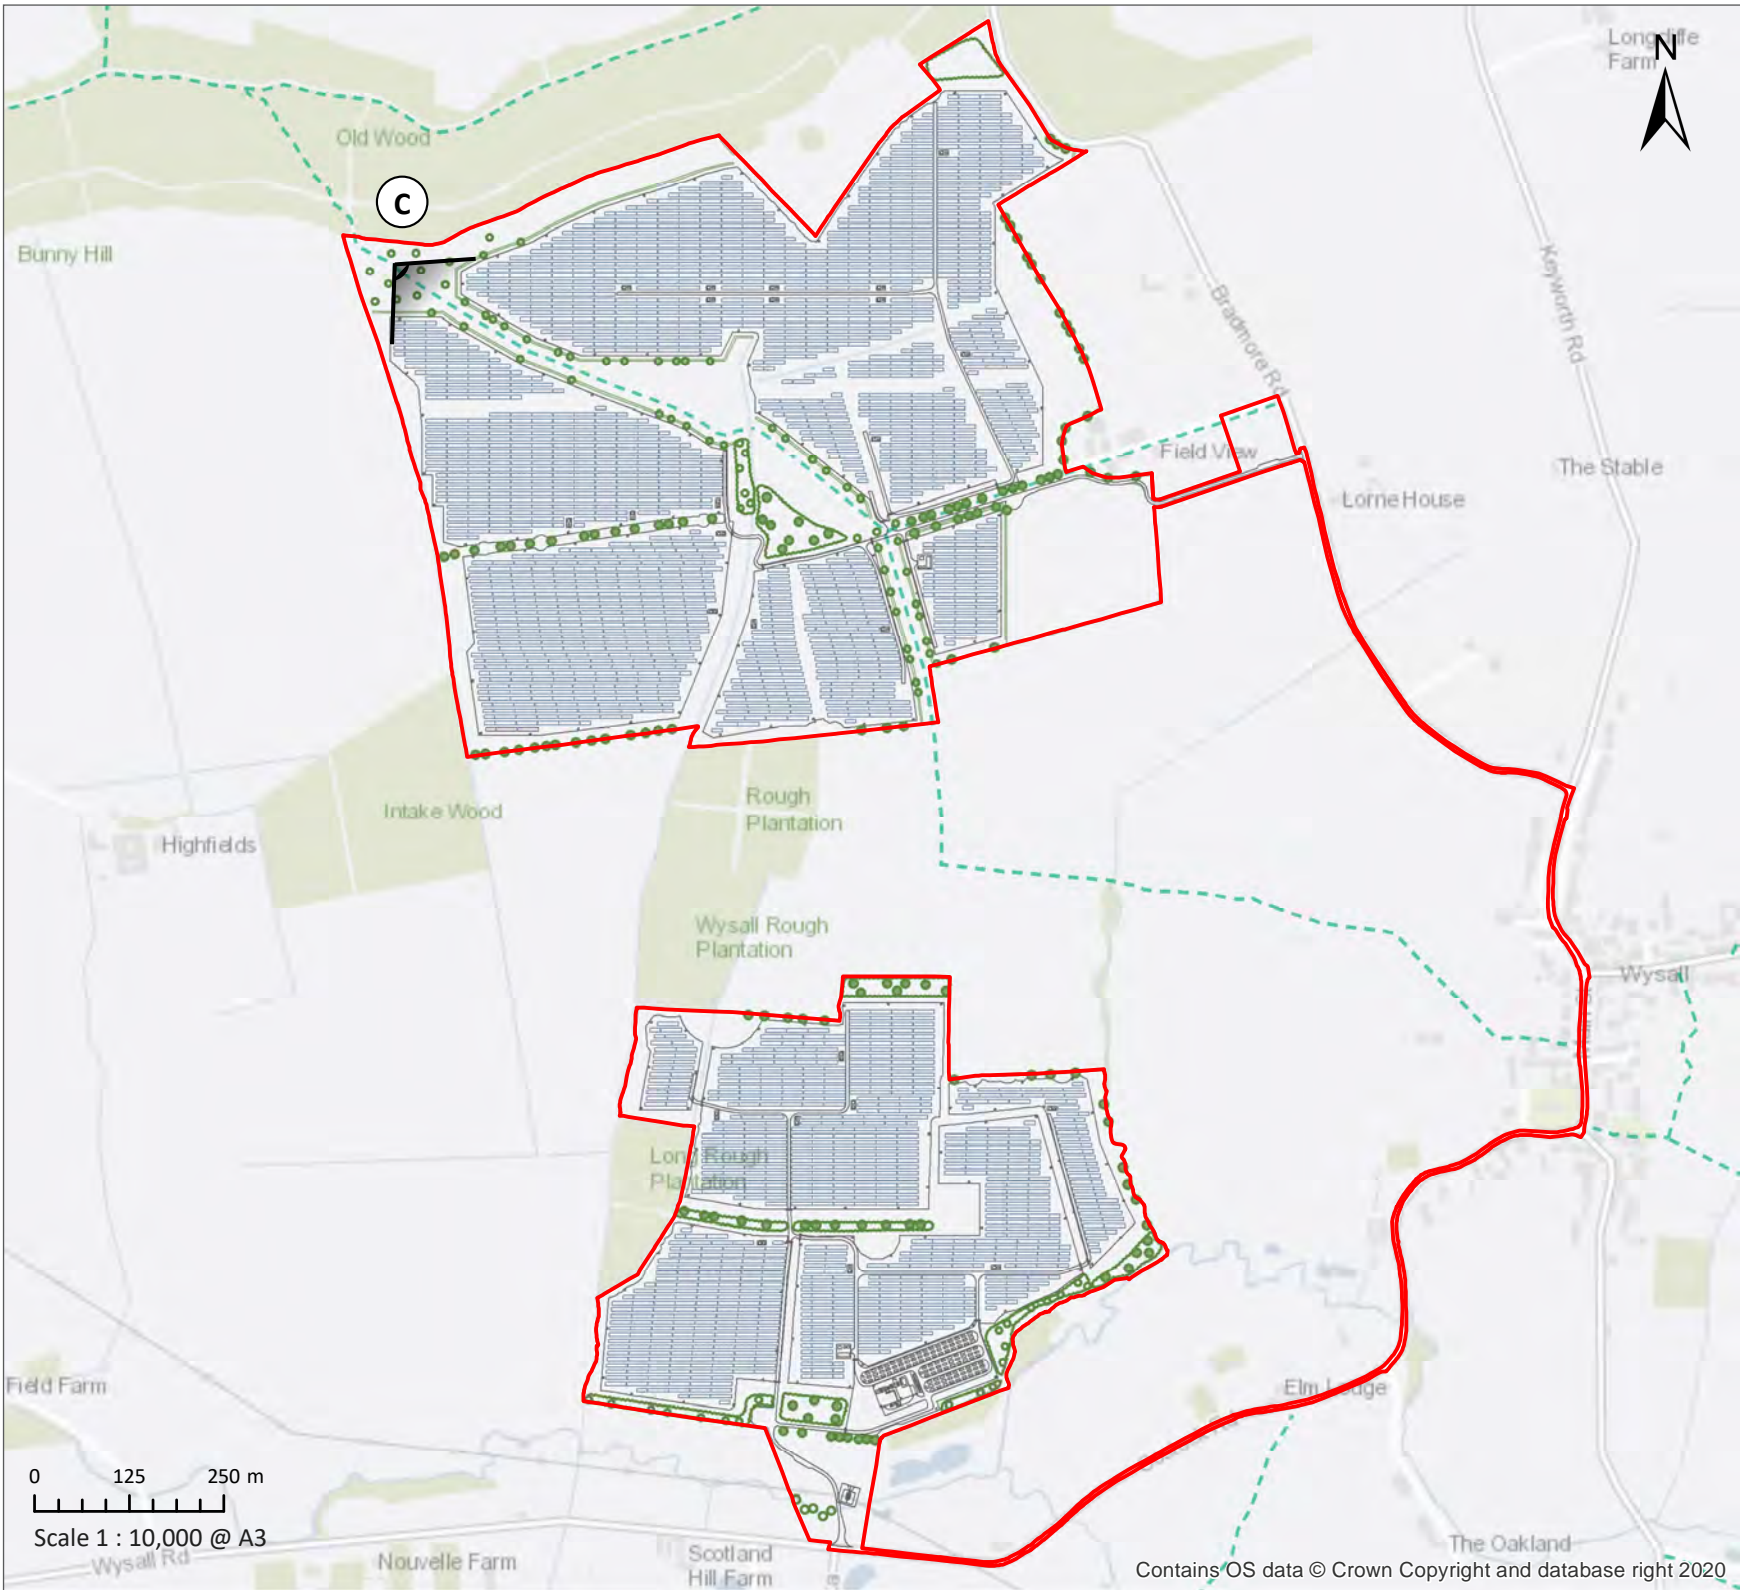 Longcliffe
Farm
N
Old Wood
C
Bunny Hill
Bradmore Rd
Keyworth Rd
Field View
The Stable
Lorne House
Intake Wood
Rough
Plantation
Highfields
Wysall Rough
Plantation
Wysall
Long Rough
Plantation
Field Farm
Elm Lodge
0 125 250 m
Scale 1 : 10,000 @ A3
Wysall Rd
Nouvelle Farm
Scotland
Hill Farm
The Oakland
Contains OS data © Crown Copyright and database right 2020